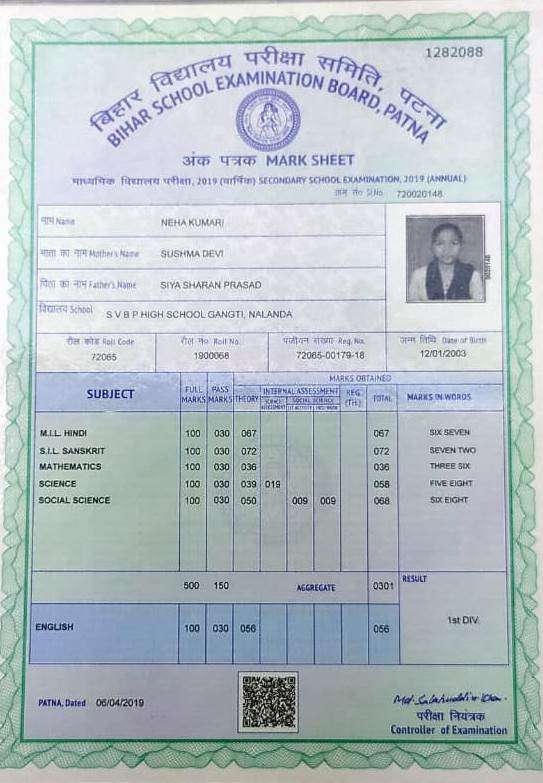 1282088
बिहार विद्यालय परीक्षा समिति, पटना
BIHAR SCHOOL EXAMINATION BOARD, PATNA
अंक पत्रक MARK SHEET
माध्यमिक विद्यालय परीक्षा, 2019 (वार्षिक) SECONDARY SCHOOL EXAMINATION, 2019 (ANNUAL)
क्रम सं० Sl.No. 720020148
नाम Name NEHA KUMARI
माता का नाम Mother's Name SUSHMA DEVI
पिता का नाम Father's Name SIYA SHARAN PRASAD
विद्यालय School S V B P HIGH SCHOOL GANGTI, NALANDA
रौल कोड Roll Code रौल नं० Roll No. पंजीयन संख्या Reg. No. जन्म तिथि Date of Birth
72065 1900068 72065-00179-18 12/01/2003
MARKS OBTAINED
SUBJECT FULL MARKS PASS MARKS THEORY INTERNAL ASSESSMENT REG. (TH.) TOTAL MARKS IN WORDS
SOCIAL SCIENCE
M.I.L. HINDI 100 030 067 067 SIX SEVEN
S.I.L. SANSKRIT 100 030 072 072 SEVEN TWO
MATHEMATICS 100 030 036 036 THREE SIX
SCIENCE 100 030 039 019 058 FIVE EIGHT
SOCIAL SCIENCE 100 030 050 009 009 068 SIX EIGHT
500 150 AGGREGATE 0301 RESULT
ENGLISH 100 030 056 056 1st DIV.
PATNA, Dated 06/04/2019
परीक्षा नियंत्रक
Controller of Examination